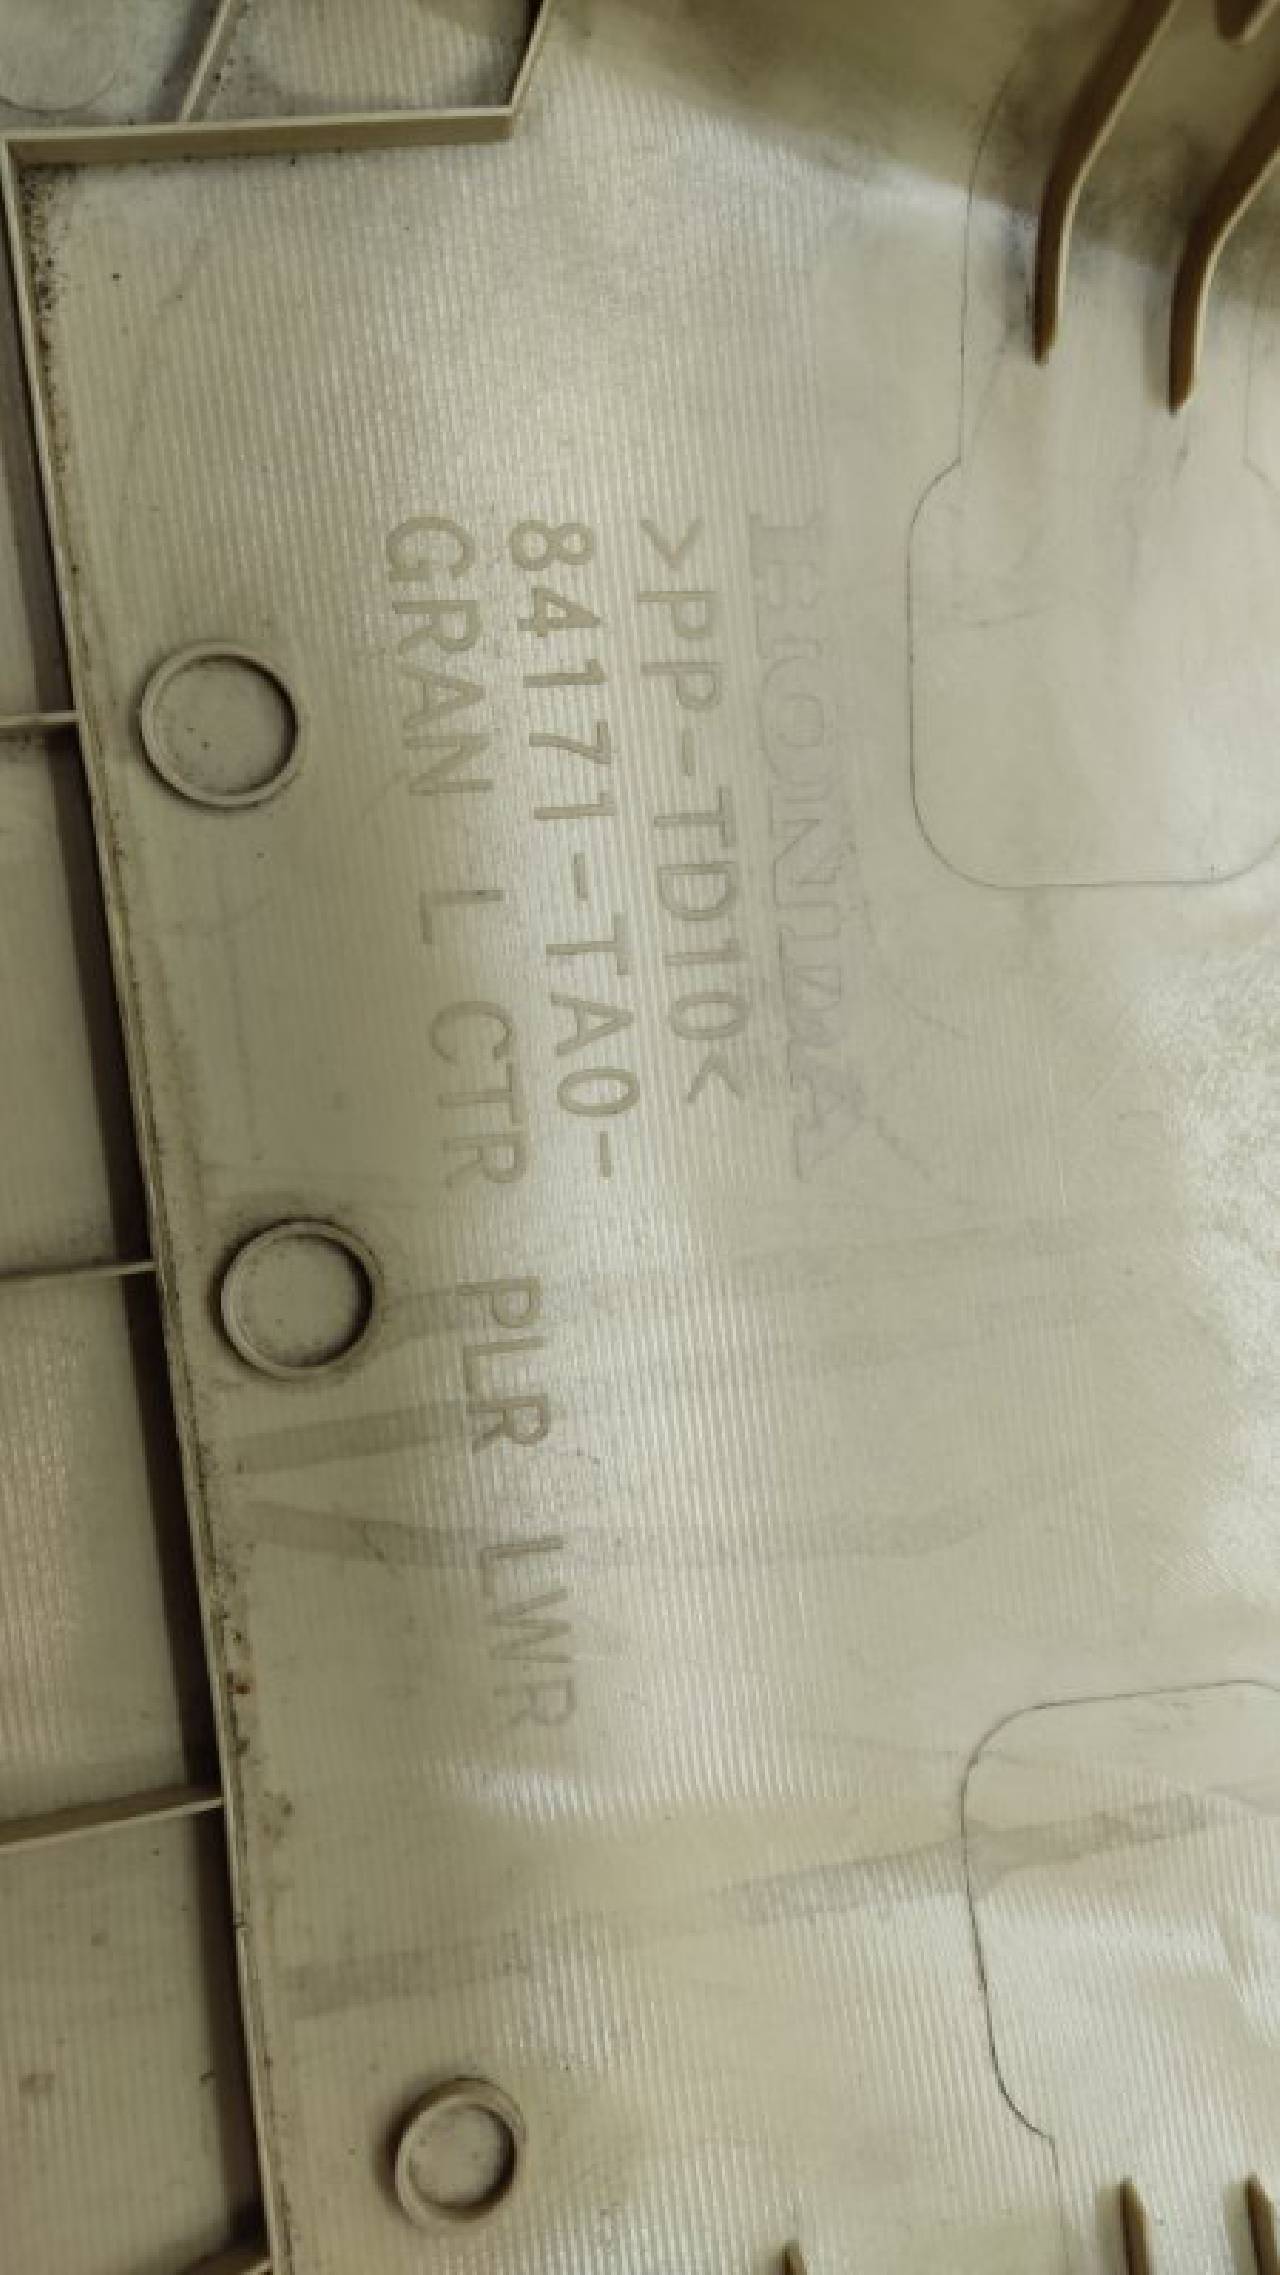 HONDA
>PP-TD10<
84171-TA0-
GRAN L CTR PLR LWR